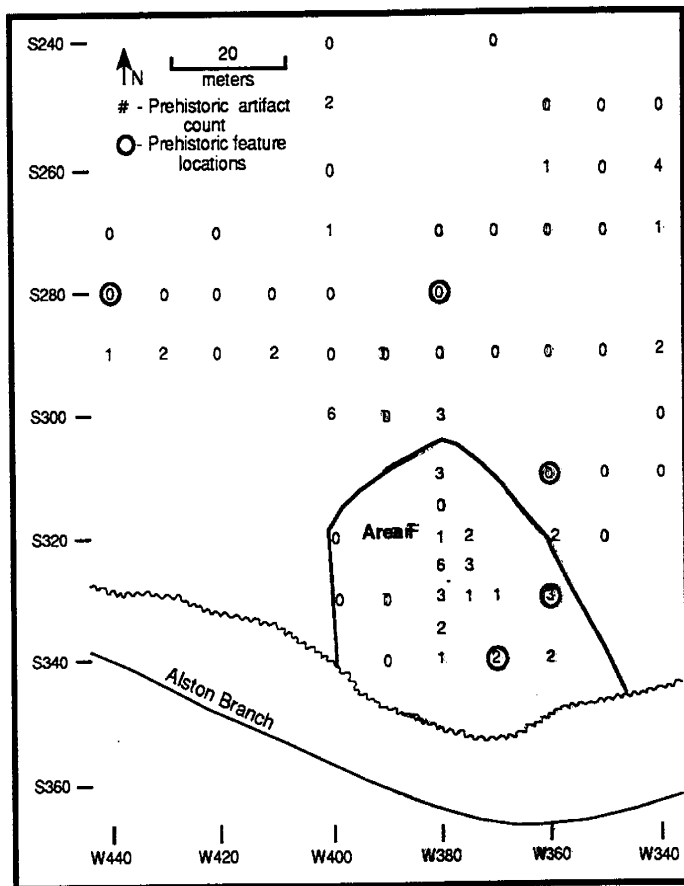 S240 — 0 0
20
N
meters
# - Prehistoric artifact
count
2 0 0 0
O - Prehistoric feature
locations
S260 — 0 1 0 4
0 0 1 0 0 0 0 1
S280 — 0 0 0 0 0 0
1 2 0 2 0 0 0 0 0 2
S300 — 6 3 0
3 0 0 0
0
S320 — 0 Area F 1 2 2 0
6 3
0 0 3 1 1 3
2
S340 — 0 1 2 2
Alston Branch
S360 —
W440 W420 W400 W380 W360 W340